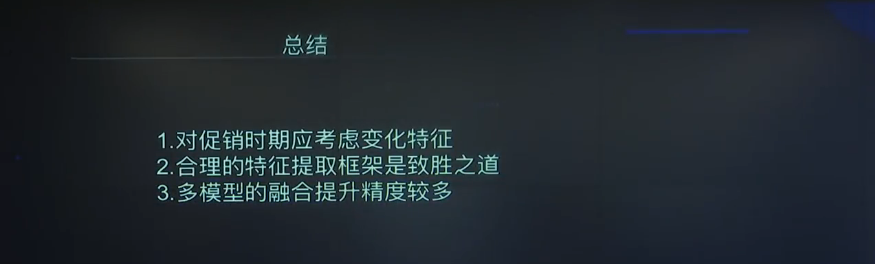 总结
1.对促销时期应考虑变化特征
2.合理的特征提取框架是致胜之道
3.多模型的融合提升精度较多